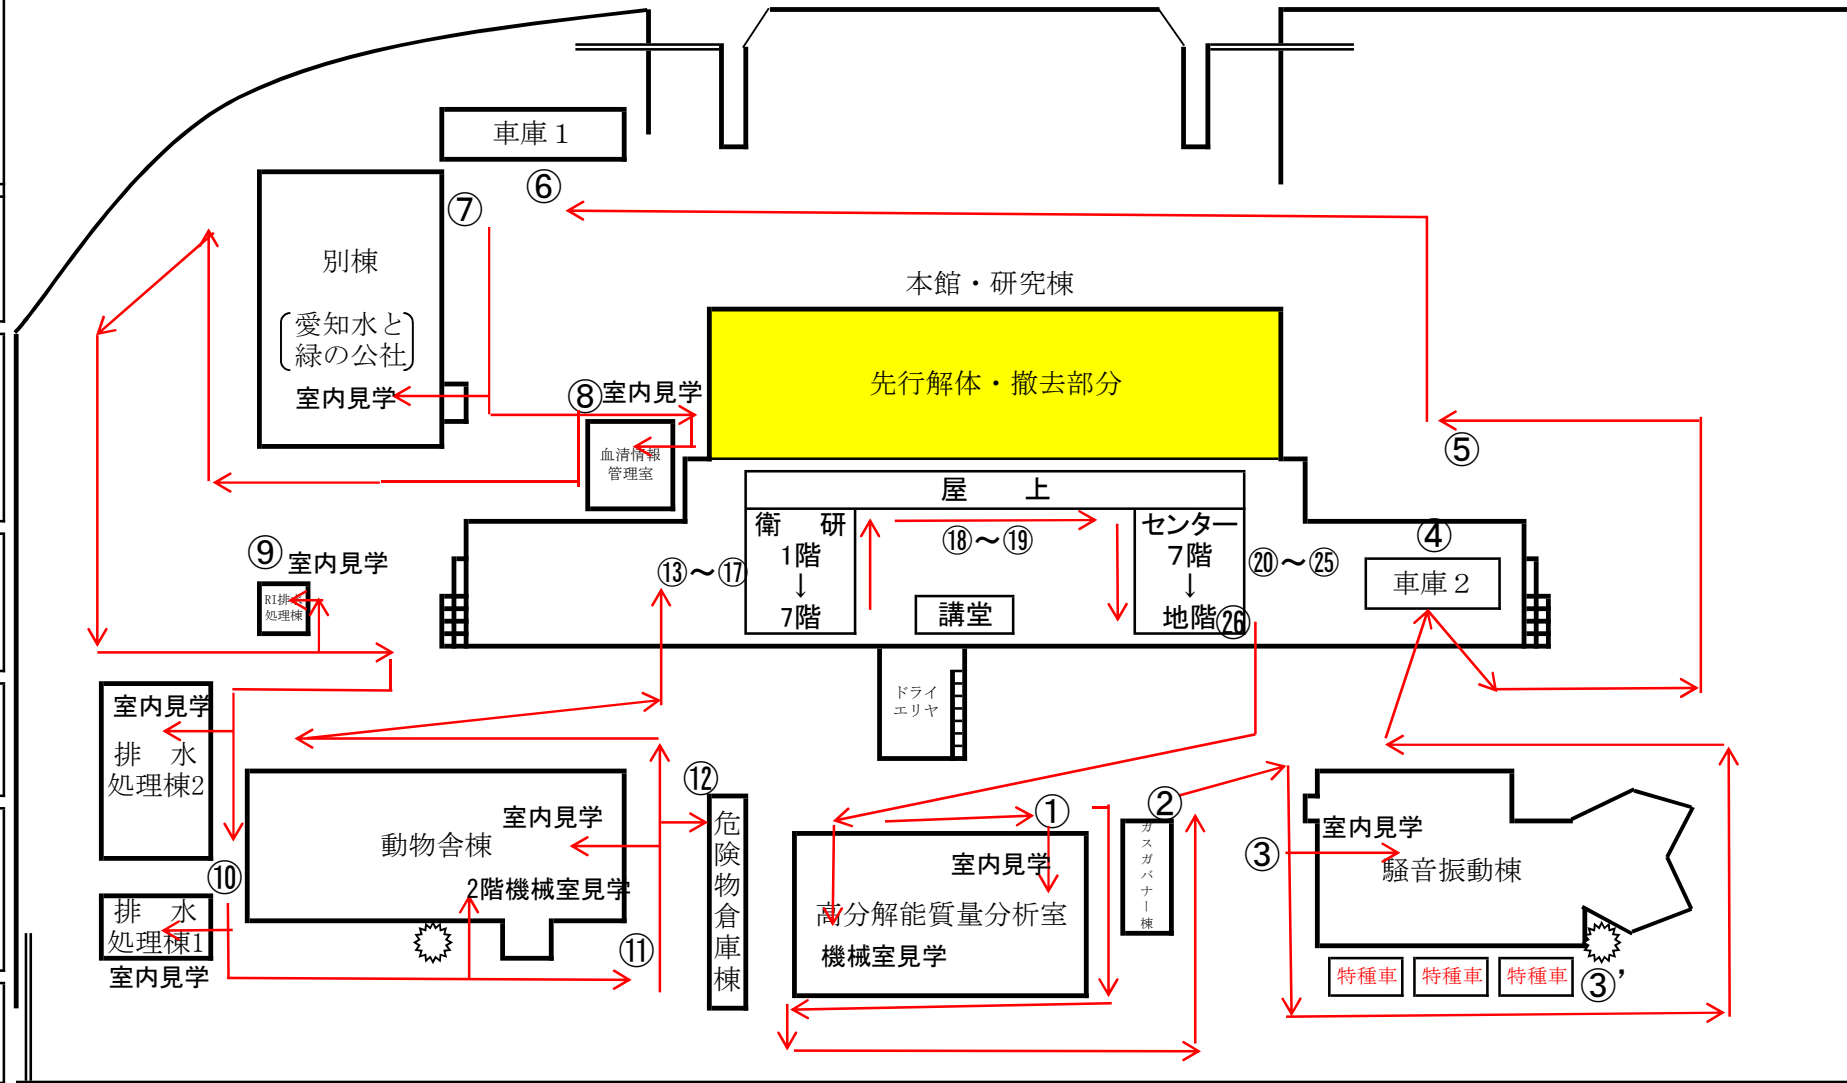 車庫１
⑥
⑦
別棟
愛知水と
緑の公社
室内見学
本館・研究棟
先行解体・撤去部分
⑧室内見学
血清情報
管理室
⑤
屋　上
衛　研
1階
↓
7階
⑬～⑰
⑱～⑲
講堂
センター
7階
↓
地階㉖
⑳～㉕
④
車庫２
⑨ 室内見学
RI排水
処理棟
ドライ
エリヤ
室内見学
排　水
処理棟2
⑩
排　水
処理棟1
室内見学
室内見学
動物舎棟
2階機械室見学
⑪
⑫
危険物倉庫棟
①
室内見学
高分解能質量分析室
機械室見学
②
ガスガバナー棟
③
室内見学
騒音振動棟
特種車
特種車
特種車
③’